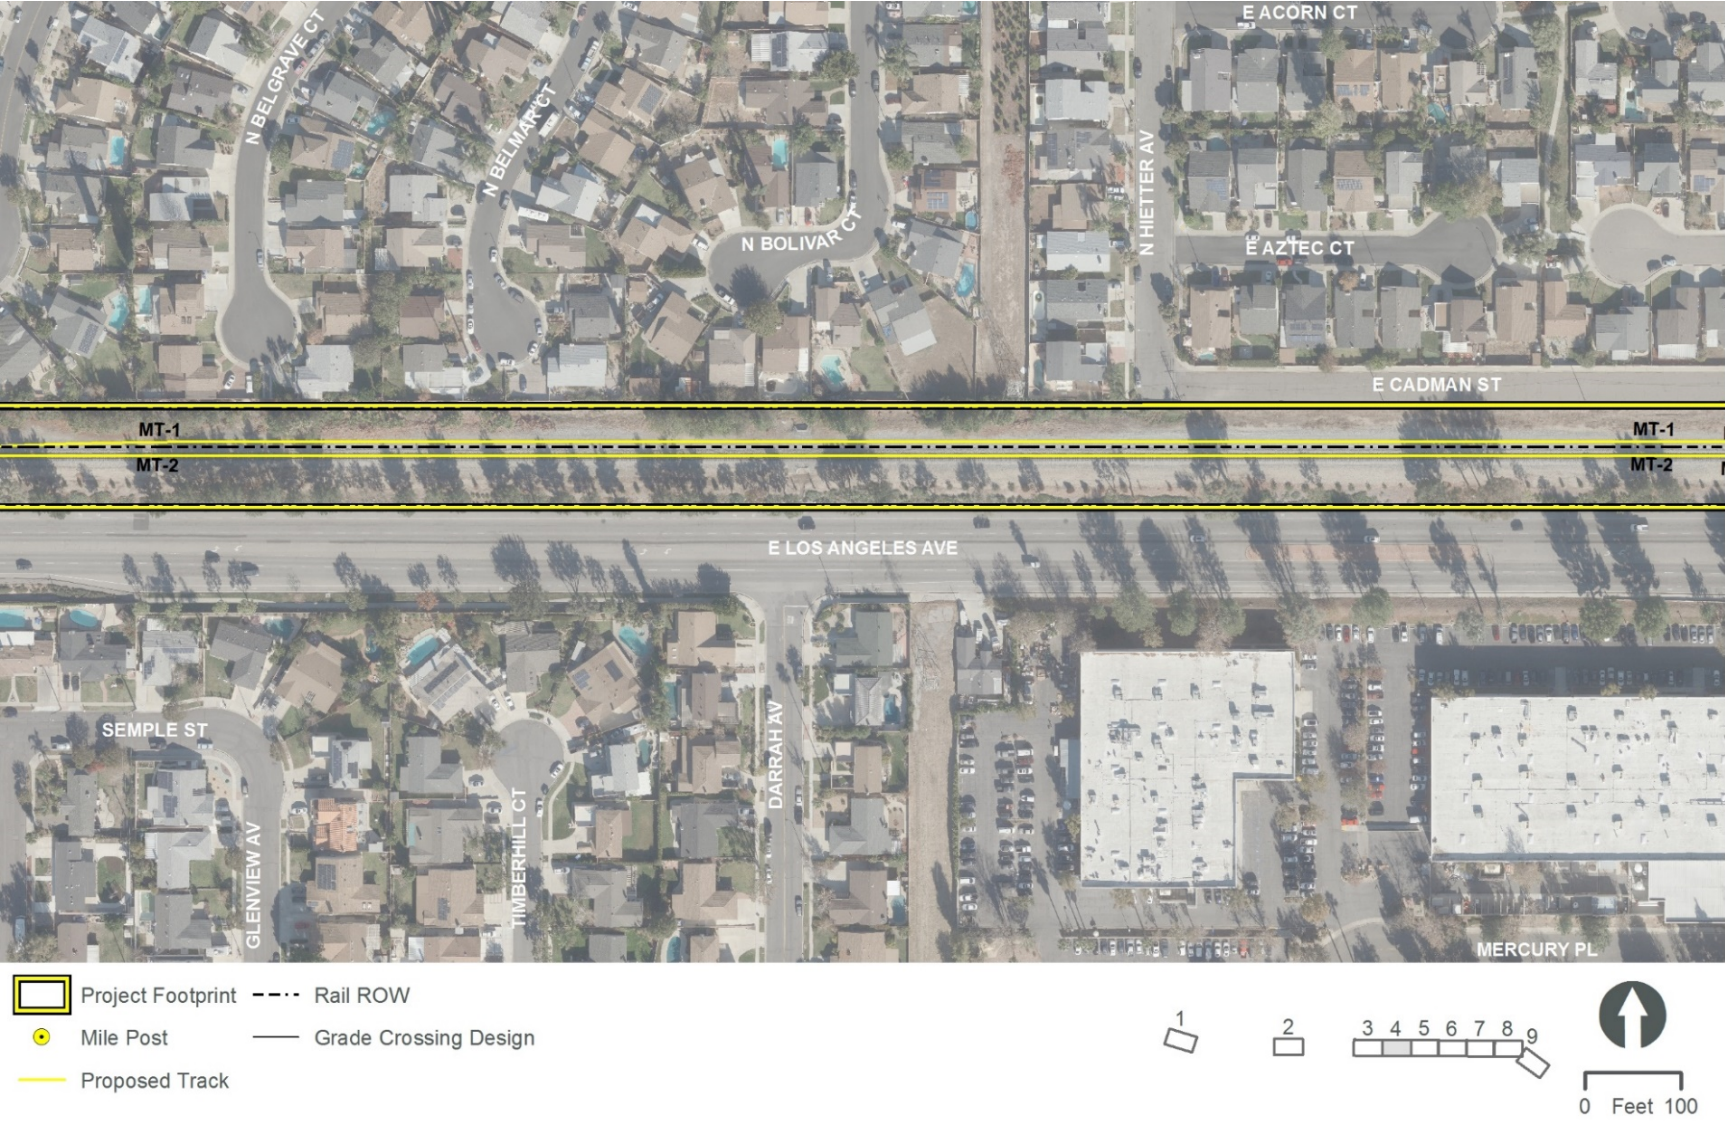 E ACORN CT
N BELGRAVE CT
N BELMAR CT
N BOLIVAR CT
N HIETTER AV
E AZTEC CT
E CADMAN ST
MT-1
MT-1
MT-2
MT-2
E LOS ANGELES AVE
SEMPLE ST
GLENVIEW AV
TIMBERHILL CT
DARRAH AV
MERCURY PL
Project Footprint
Rail ROW
Mile Post
Grade Crossing Design
Proposed Track
1
2
3 4 5 6 7 8 9
0 Feet 100